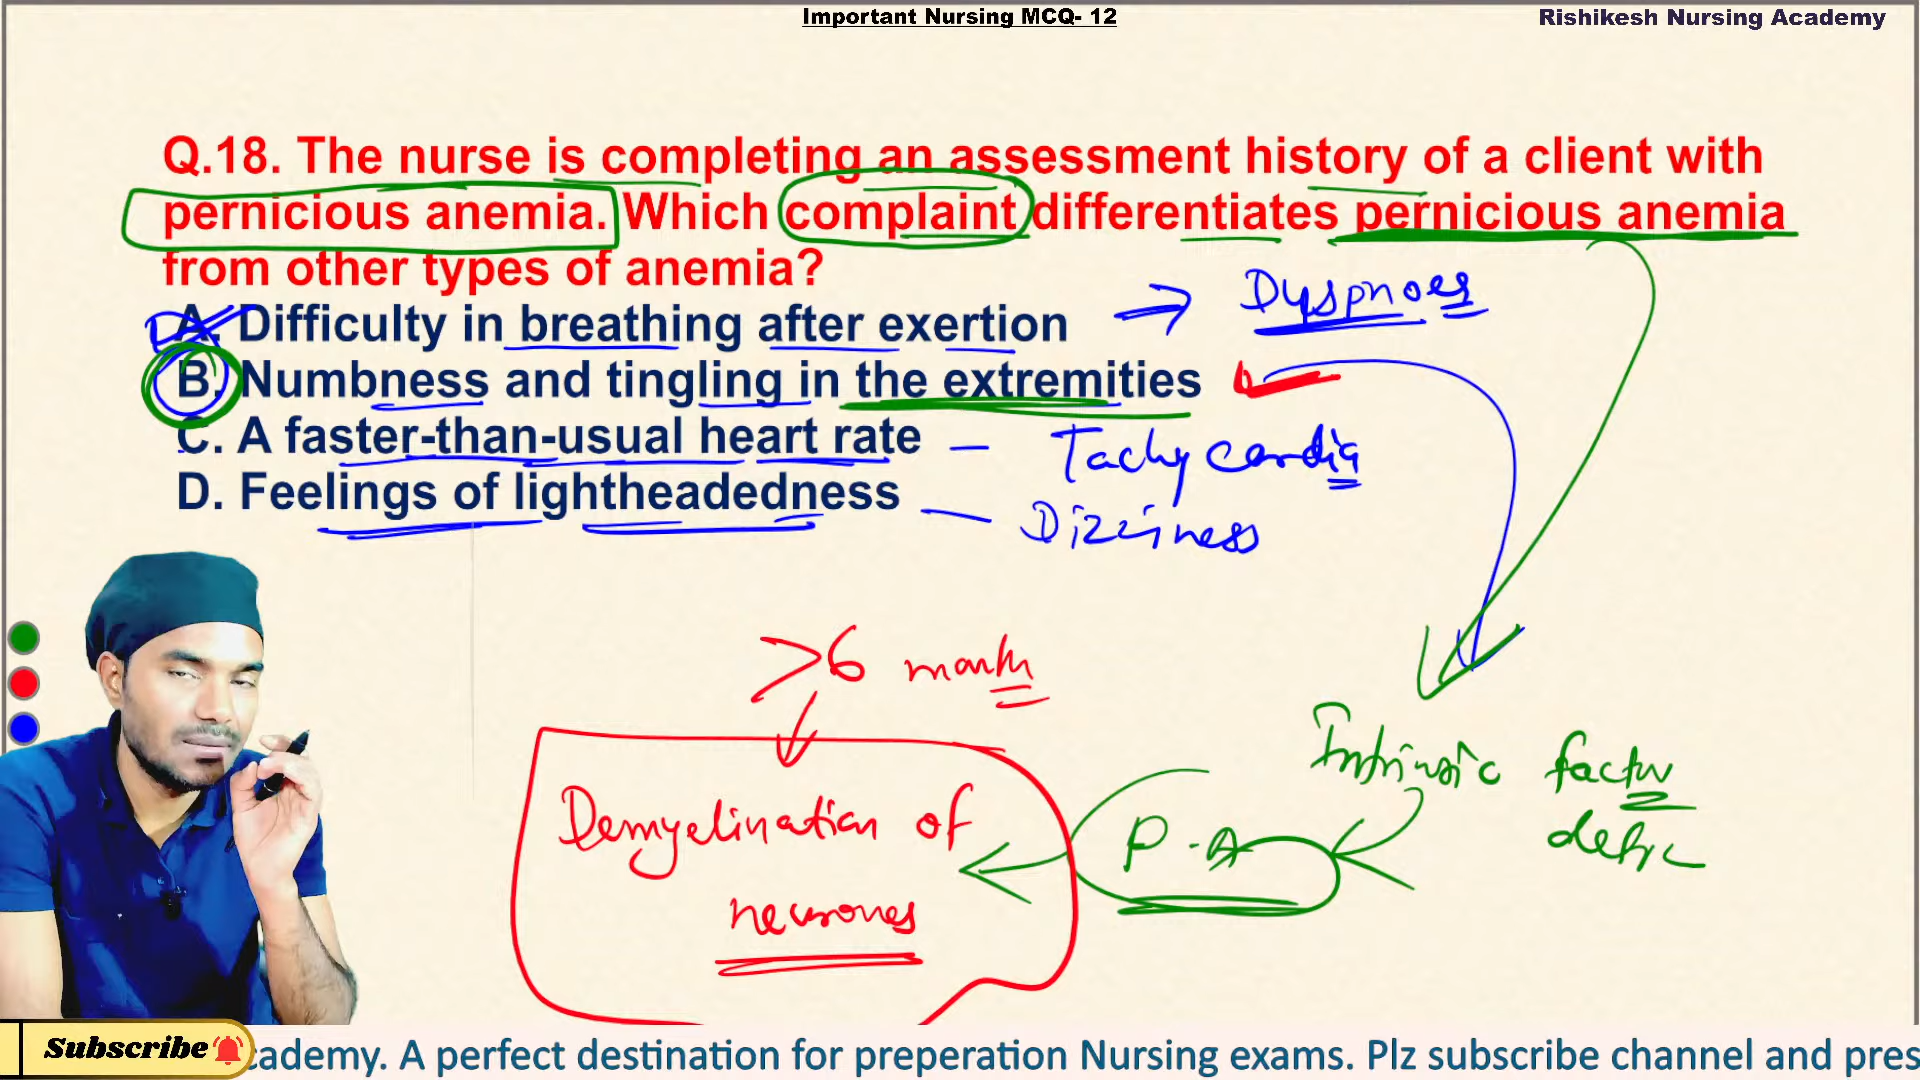 Important Nursing MCQ- 12
Rishikesh Nursing Academy
Q.18. The nurse is completing an assessment history of a client with
pernicious anemia. Which complaint differentiates pernicious anemia
from other types of anemia?
A. Difficulty in breathing after exertion
Dyspnoea
B. Numbness and tingling in the extremities
C. A faster-than-usual heart rate
Tachycardia
D. Feelings of lightheadedness
Dizziness
>6
Intrinsic factor
Demyelination of
neurones
P.A
Subscribe
cademy. A perfect destination for preperation Nursing exams. Plz subscribe channel and pres